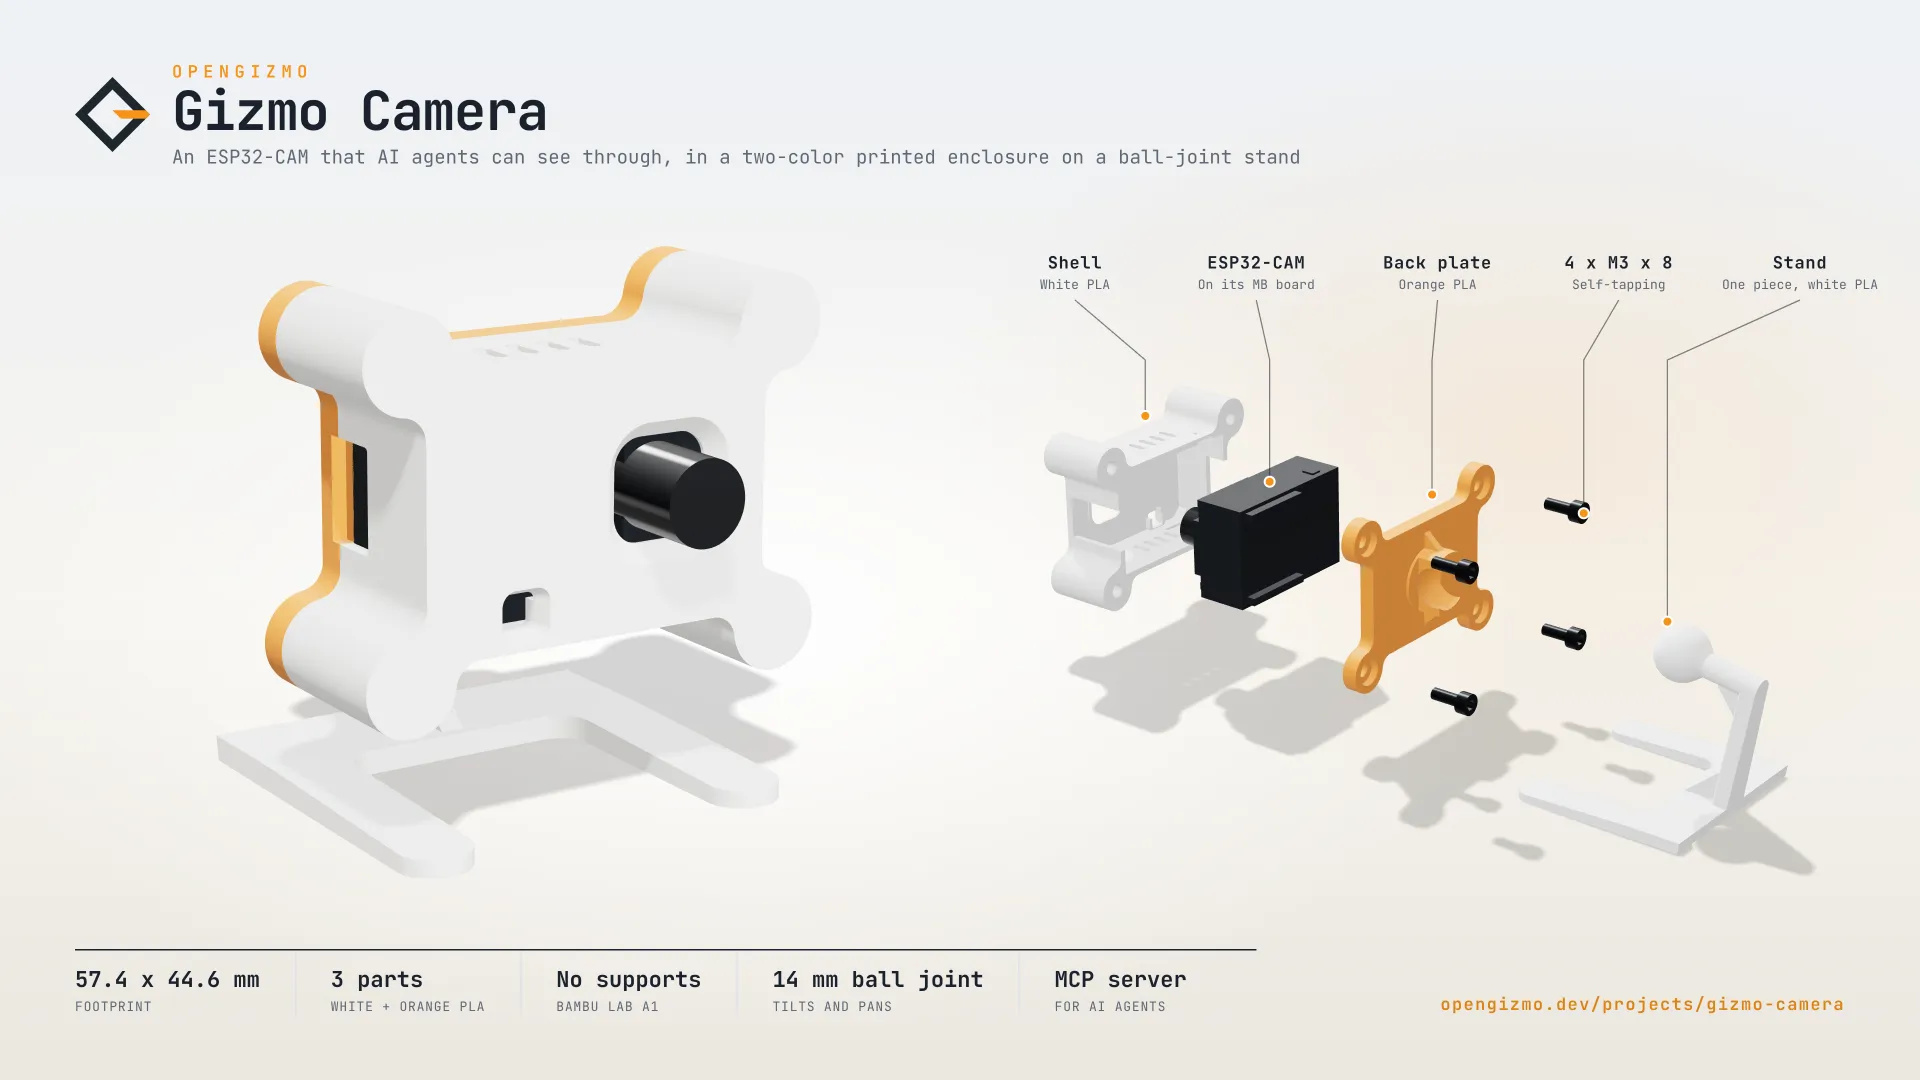 OPENGIZMO
Gizmo Camera
An ESP32-CAM that AI agents can see through, in a two-color printed enclosure on a ball-joint stand
Shell
White PLA
ESP32-CAM
On its MB board
Back plate
Orange PLA
4 x M3 x 8
Self-tapping
Stand
One piece, white PLA
57.4 x 44.6 mm
FOOTPRINT
3 parts
WHITE + ORANGE PLA
No supports
BAMBU LAB A1
14 mm ball joint
TILTS AND PANS
MCP server
FOR AI AGENTS
opengizmo.dev/projects/gizmo-camera